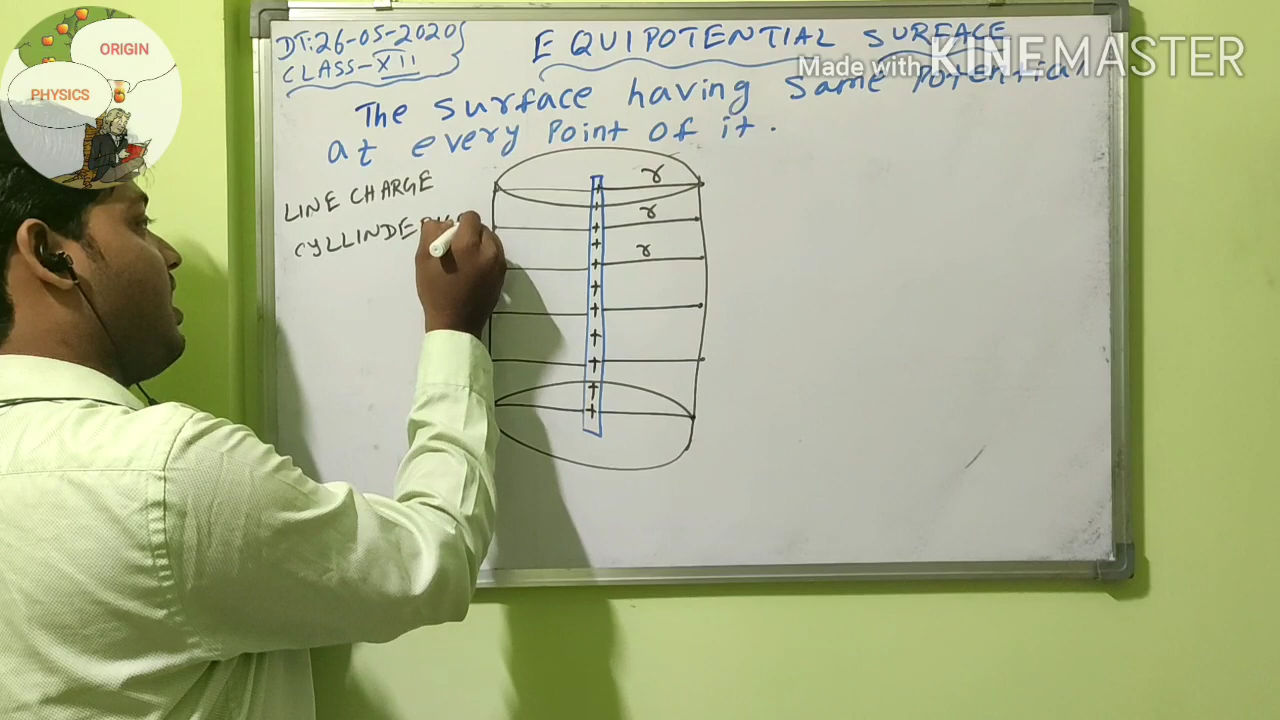 ORIGIN
PHYSICS
DT:26-05-2020
CLASS-XII
EQUIPOTENTIAL SURFACE
Made with KINEMASTER
The surface having same potential
at every point of it.
LINE CHARGE
r
r
r